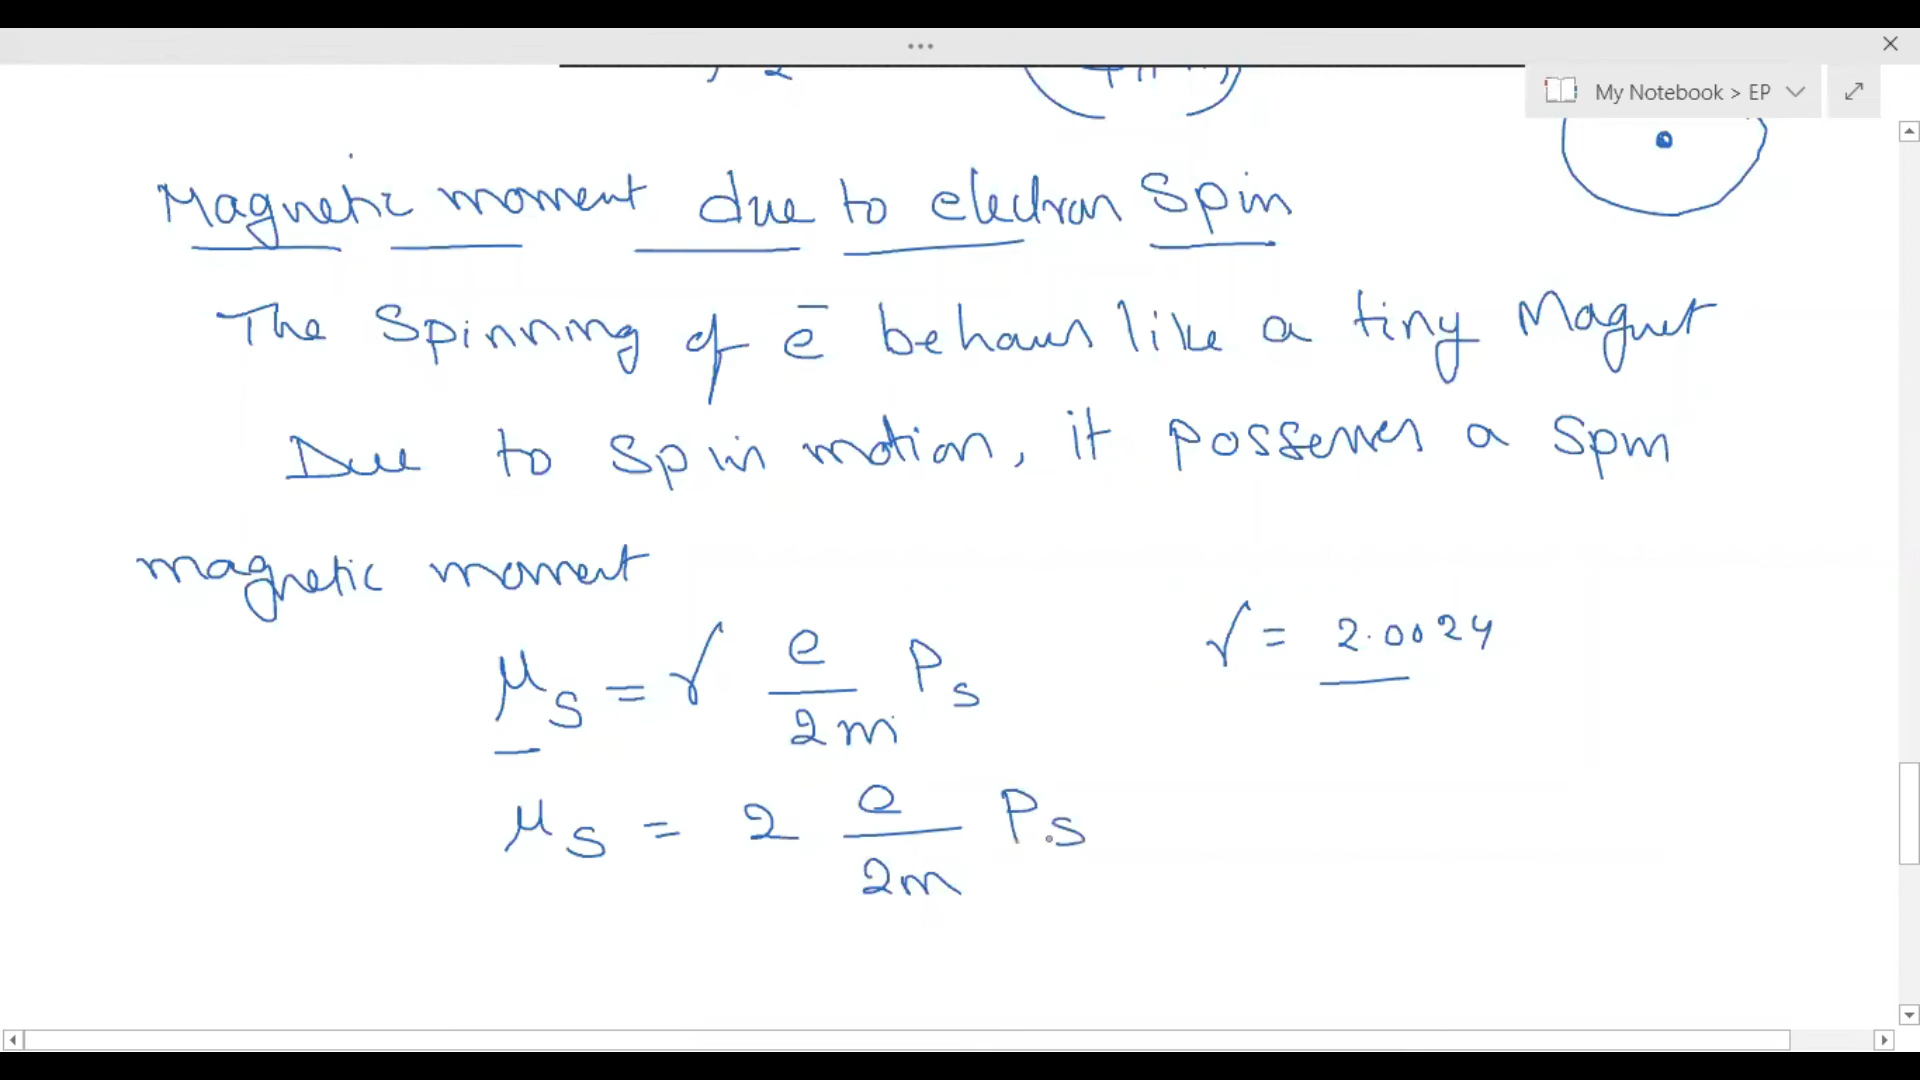 My Notebook > EP
Magnetic moment due to electron Spin
The Spinning of ē behaves like a tiny Magnet
Due to Spin motion, it possesses a Spin
magnetic moment
μs = γ e/2m Ps
γ = 2.0024
μs = 2 e/2m Ps